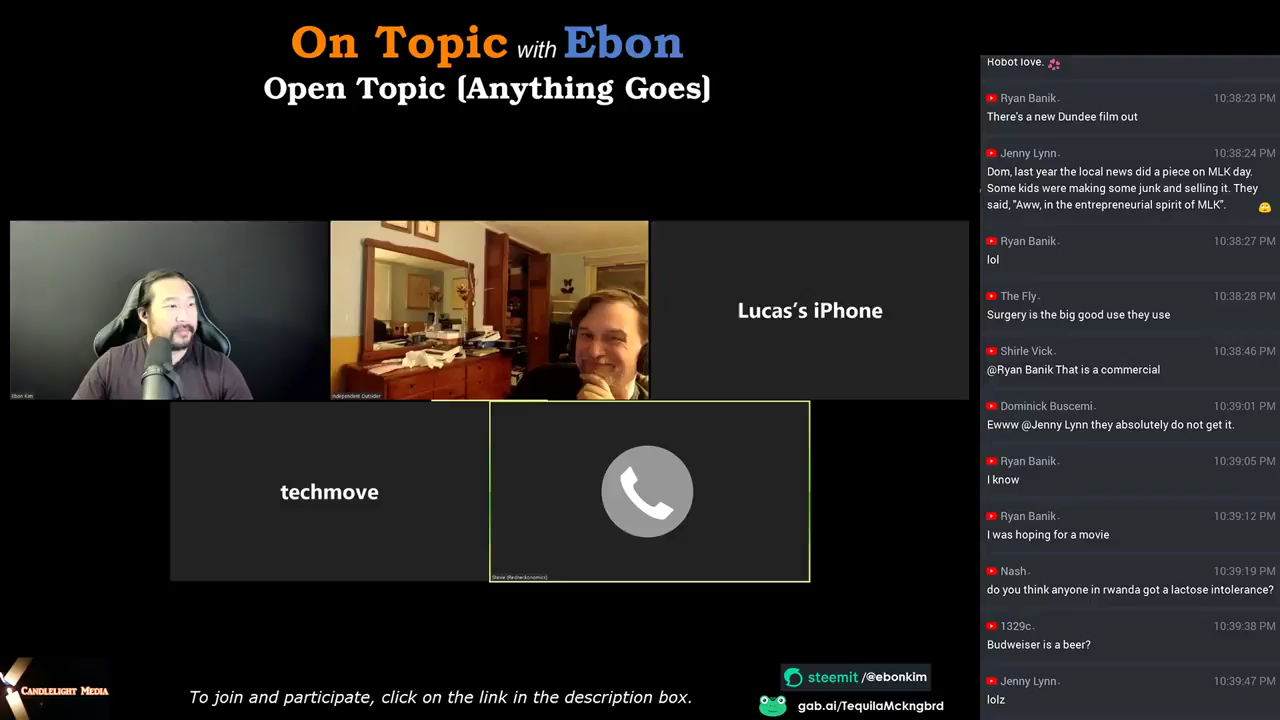 On Topic with Ebon
Open Topic (Anything Goes)
Ebon Kim
Independent Outsider
Lucas's iPhone
techmove
Steve (Redneckonomics)
CANDLELIGHT MEDIA
To join and participate, click on the link in the description box.
steemit /@ebonkim
gab.ai/TequilaMckngbrd
Robot love.
Ryan Banik 10:38:23 PM
There's a new Dundee film out
Jenny Lynn 10:38:24 PM
Dom, last year the local news did a piece on MLK day.
Some kids were making some junk and selling it. They
said, "Aww, in the entrepreneurial spirit of MLK".
Ryan Banik 10:38:27 PM
lol
The Fly 10:38:28 PM
Surgery is the big good use they use
Shirle Vick 10:38:46 PM
@Ryan Banik That is a commercial
Dominick Buscemi 10:39:01 PM
Ewww @Jenny Lynn they absolutely do not get it.
Ryan Banik 10:39:05 PM
I know
Ryan Banik 10:39:12 PM
I was hoping for a movie
Nash 10:39:19 PM
do you think anyone in rwanda got a lactose intolerance?
1329c 10:39:38 PM
Budweiser is a beer?
Jenny Lynn 10:39:47 PM
lolz